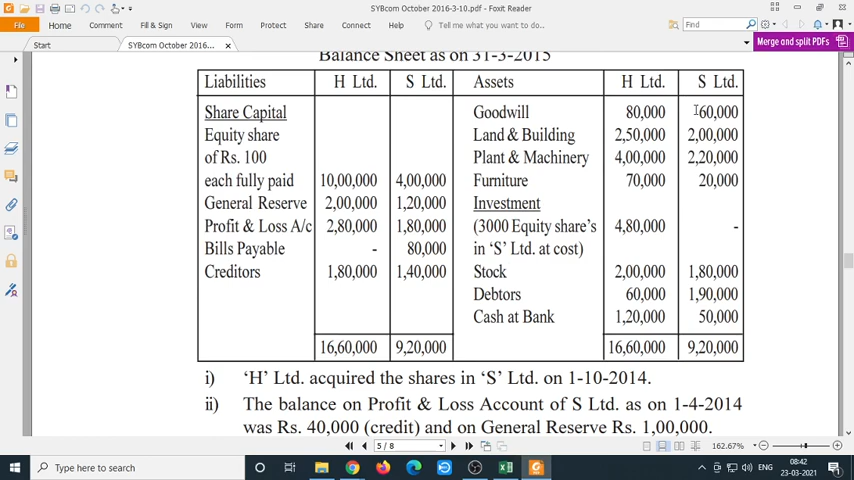 SYBcom October 2016-3-10.pdf - Foxit Reader
File Home Comment View Form Protect Share Connect Help Tell me what you want to do... Fill & Sign Find
Start SYBcom October 2016... Merge and split PDFs
Balance Sheet as on 31-3-2015
Liabilities H Ltd. S Ltd. Assets H Ltd. S Ltd.
Share Capital Goodwill 80,000 60,000
Equity share Land & Building 2,50,000 2,00,000
of Rs. 100 Plant & Machinery 4,00,000 2,20,000
each fully paid 10,00,000 4,00,000 Furniture 70,000 20,000
General Reserve 2,00,000 1,20,000 Investment
Profit & Loss A/c 2,80,000 1,80,000 (3000 Equity share's 4,80,000 -
Bills Payable - 80,000 in 'S' Ltd. at cost)
Creditors 1,80,000 1,40,000 Stock 2,00,000 1,80,000
Debtors 60,000 1,90,000
Cash at Bank 1,20,000 50,000
16,60,000 9,20,000 16,60,000 9,20,000
i) 'H' Ltd. acquired the shares in 'S' Ltd. on 1-10-2014.
ii) The balance on Profit & Loss Account of S Ltd. as on 1-4-2014
was Rs. 40,000 (credit) and on General Reserve Rs. 1,00,000.
5 / 8 162.67%
Type here to search ENG 08:42
23-03-2021